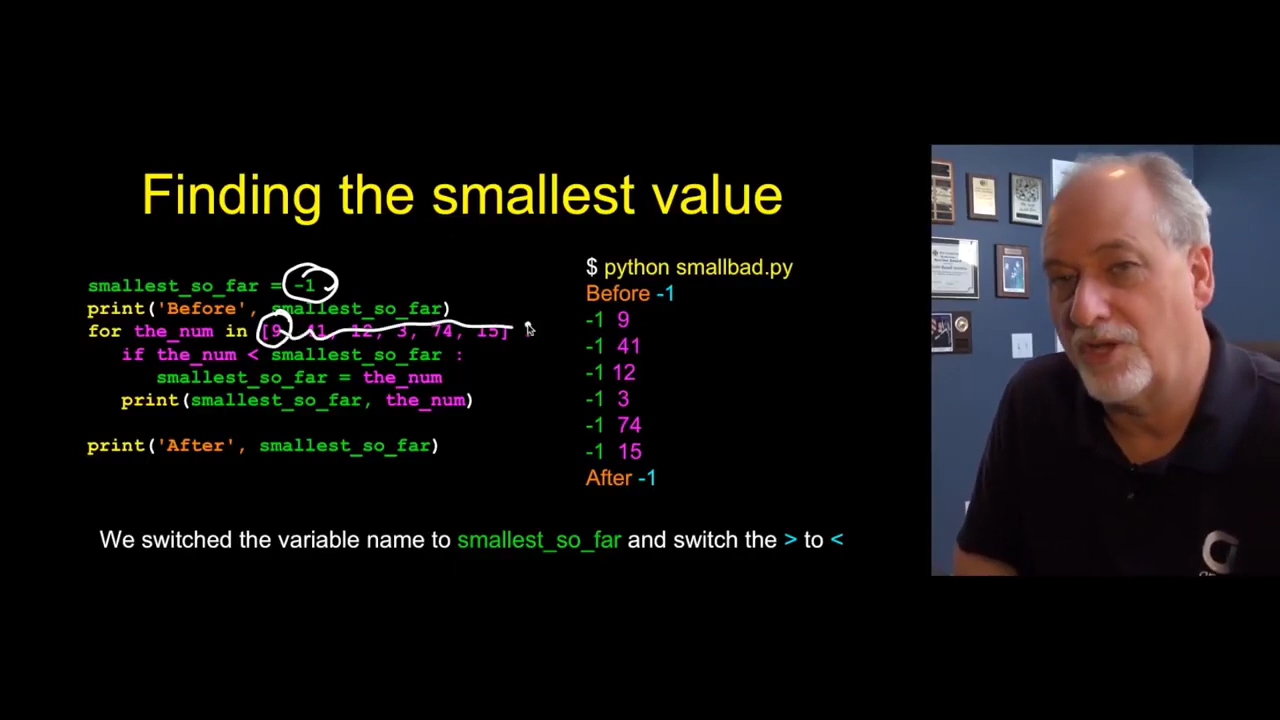 Finding the smallest value
smallest_so_far = -1
print('Before', smallest_so_far)
for the_num in [9, 41, 12, 3, 74, 15]
if the_num < smallest_so_far :
smallest_so_far = the_num
print(smallest_so_far, the_num)
print('After', smallest_so_far)
$ python smallbad.py
Before -1
-1 9
-1 41
-1 12
-1 3
-1 74
-1 15
After -1
We switched the variable name to smallest_so_far and switch the > to <